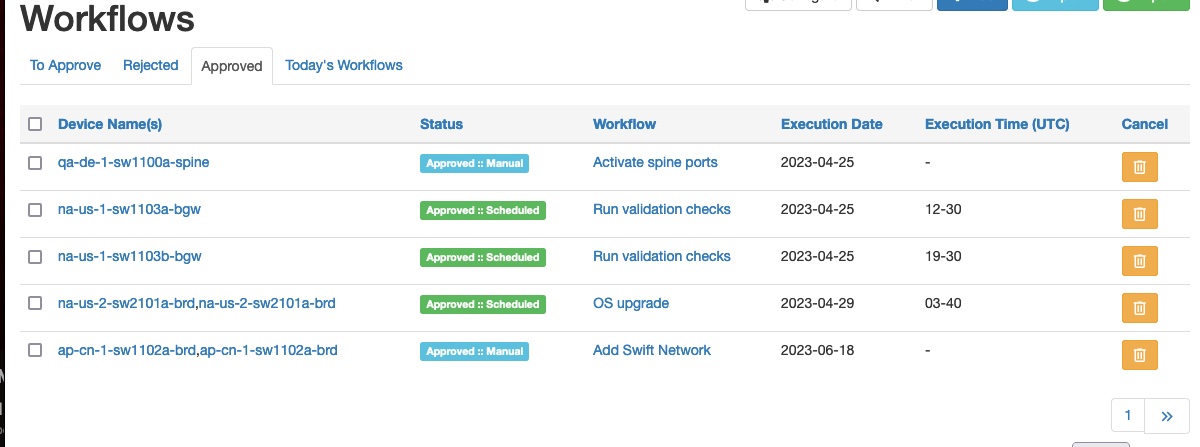 Workflows
To Approve Rejected Approved Today's Workflows
Device Name(s) Status Workflow Execution Date Execution Time (UTC) Cancel
qa-de-1-sw1100a-spine Approved :: Manual Activate spine ports 2023-04-25 -
na-us-1-sw1103a-bgw Approved :: Scheduled Run validation checks 2023-04-25 12-30
na-us-1-sw1103b-bgw Approved :: Scheduled Run validation checks 2023-04-25 19-30
na-us-2-sw2101a-brd,na-us-2-sw2101a-brd Approved :: Scheduled OS upgrade 2023-04-29 03-40
ap-cn-1-sw1102a-brd,ap-cn-1-sw1102a-brd Approved :: Manual Add Swift Network 2023-06-18 -
1 »